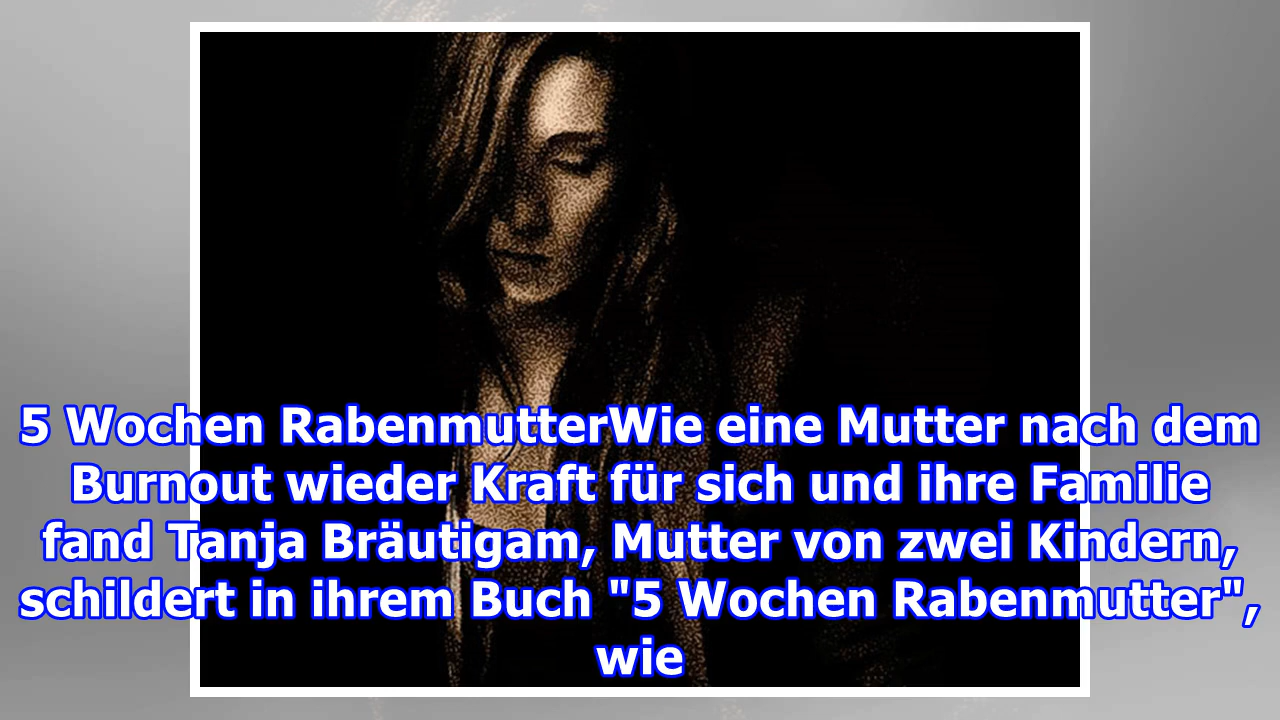 5 Wochen RabenmutterWie eine Mutter nach dem
Burnout wieder Kraft für sich und ihre Familie
fand Tanja Bräutigam, Mutter von zwei Kindern,
schildert in ihrem Buch "5 Wochen Rabenmutter",
wie